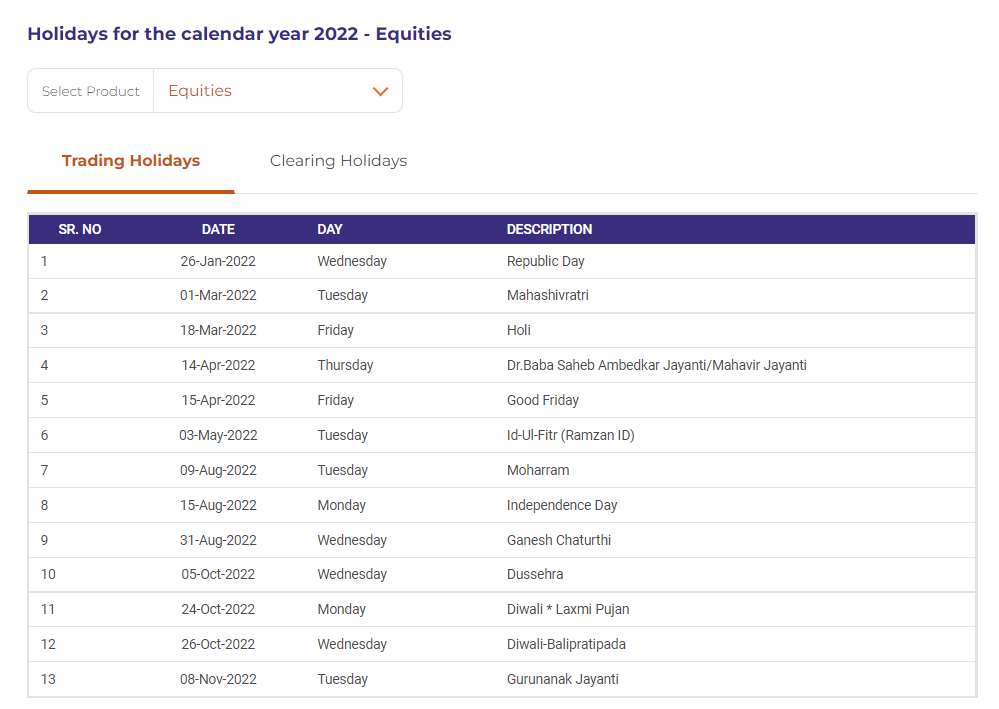 Holidays for the calendar year 2022 - Equities
Select Product Equities
Trading Holidays Clearing Holidays
SR. NO DATE DAY DESCRIPTION
1 26-Jan-2022 Wednesday Republic Day
2 01-Mar-2022 Tuesday Mahashivratri
3 18-Mar-2022 Friday Holi
4 14-Apr-2022 Thursday Dr.Baba Saheb Ambedkar Jayanti/Mahavir Jayanti
5 15-Apr-2022 Friday Good Friday
6 03-May-2022 Tuesday Id-Ul-Fitr (Ramzan ID)
7 09-Aug-2022 Tuesday Moharram
8 15-Aug-2022 Monday Independence Day
9 31-Aug-2022 Wednesday Ganesh Chaturthi
10 05-Oct-2022 Wednesday Dussehra
11 24-Oct-2022 Monday Diwali * Laxmi Pujan
12 26-Oct-2022 Wednesday Diwali-Balipratipada
13 08-Nov-2022 Tuesday Gurunanak Jayanti